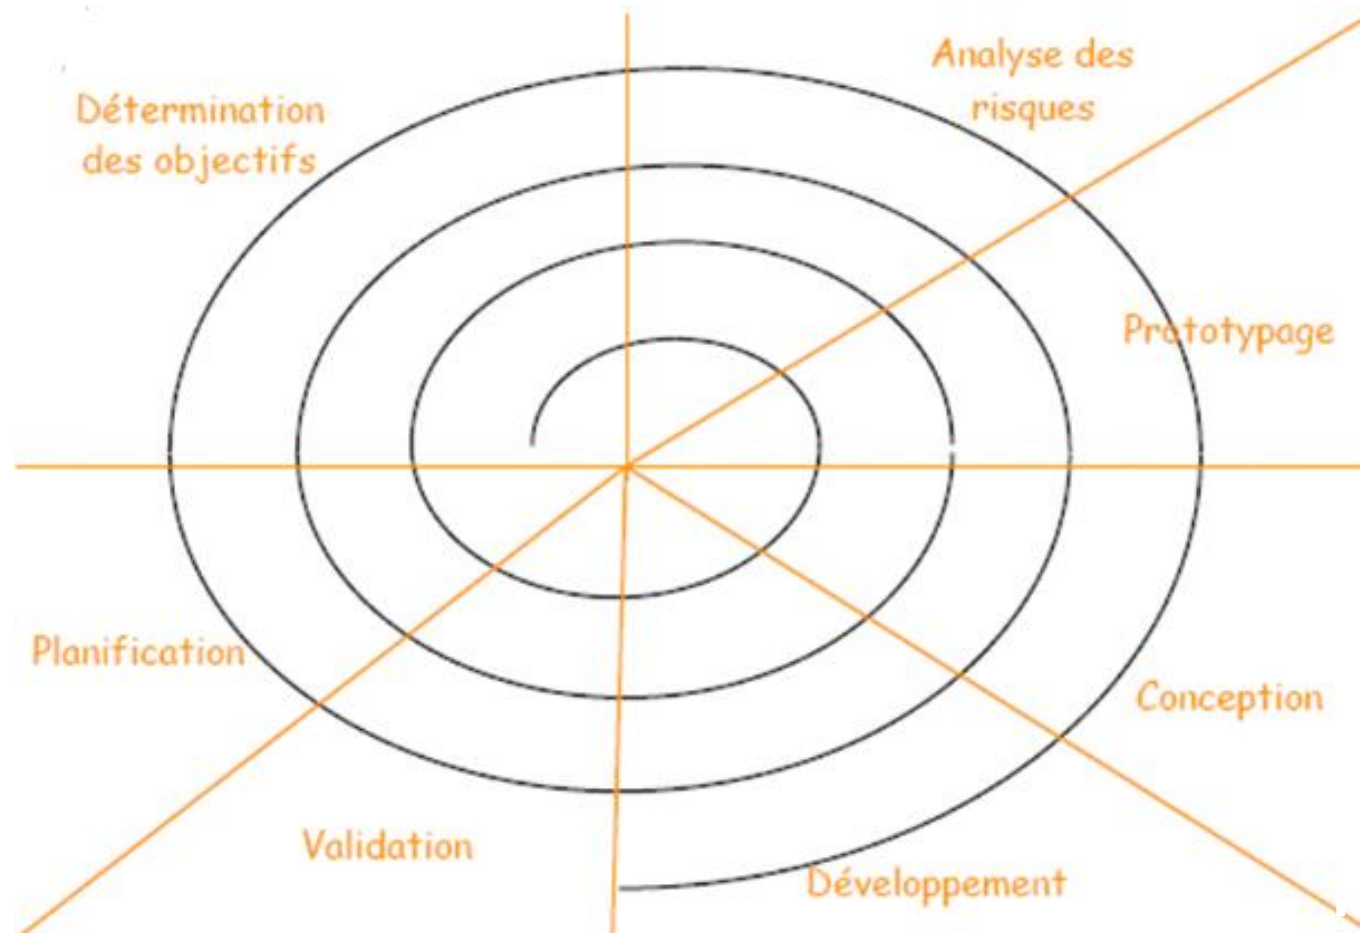 Analyse des
risques
Détermination
des objectifs
Prototypage
Planification
Conception
Validation
Développement